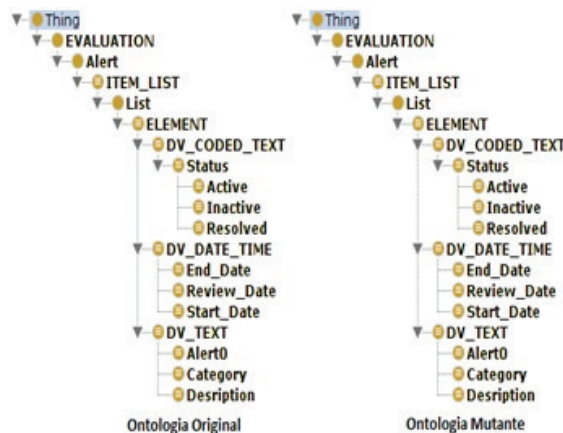 Thing
EVALUATION
Alert
ITEM_LIST
List
ELEMENT
DV_CODED_TEXT
Status
Active
Inactive
Resolved
DV_DATE_TIME
End_Date
Review_Date
Start_Date
DV_TEXT
Alert0
Category
Desription
Ontologia Original
Thing
EVALUATION
Alert
ITEM_LIST
List
ELEMENT
DV_CODED_TEXT
Status
Active
Inactive
Resolved
DV_DATE_TIME
End_Date
Review_Date
Start_Date
DV_TEXT
Alert0
Category
Desription
Ontologia Mutante